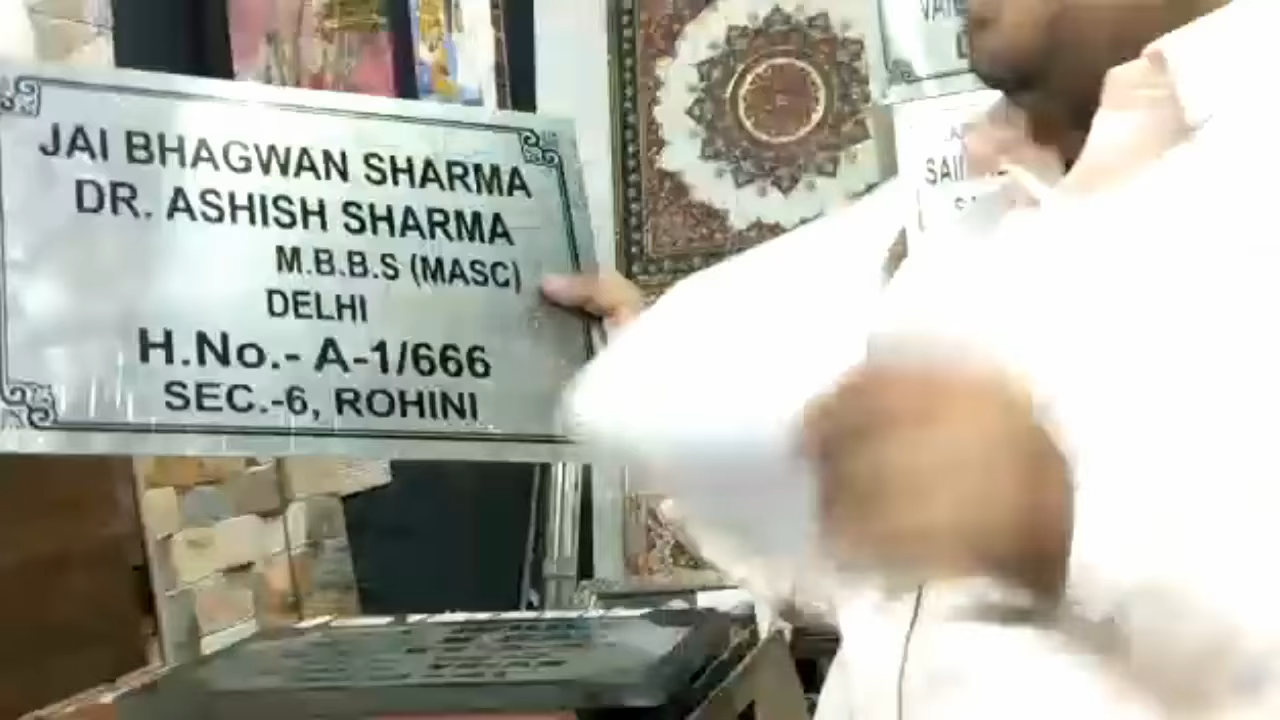 JAI BHAGWAN SHARMA
DR. ASHISH SHARMA
M.B.B.S (MASC)
DELHI
H.No.- A-1/666
SEC.-6, ROHINI